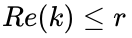 Re(k) ≤ r